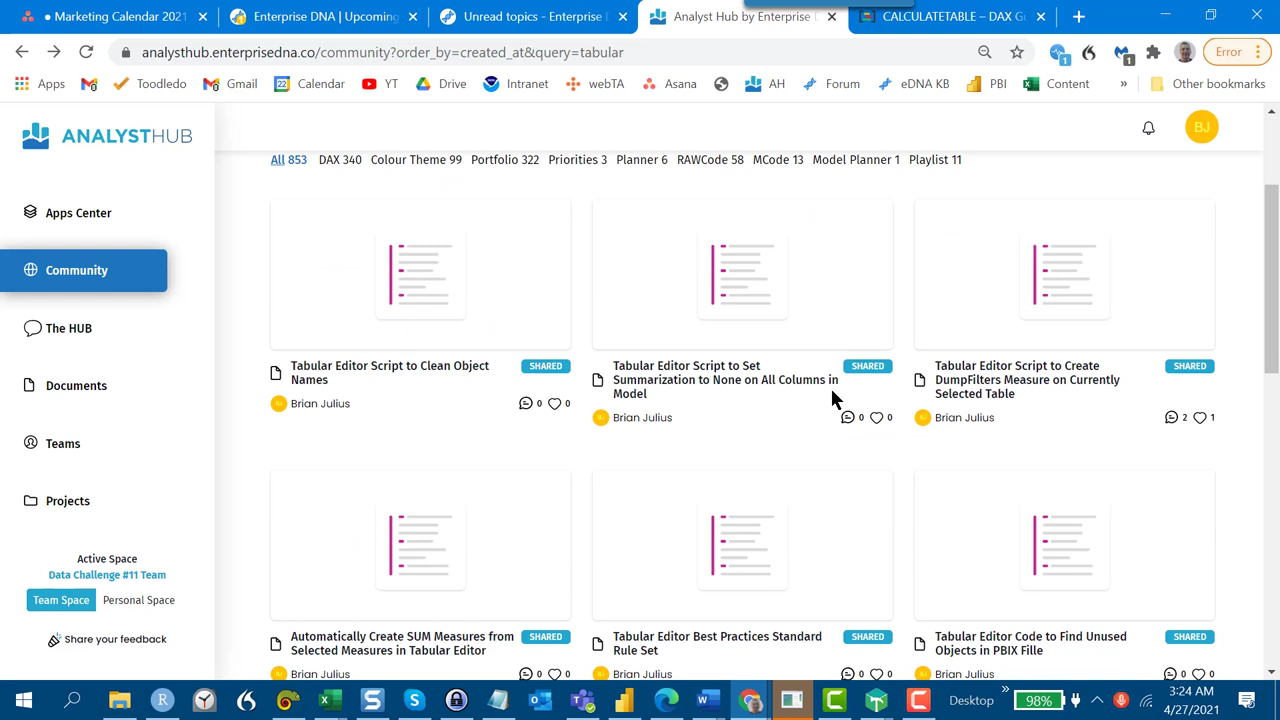 Marketing Calendar 2021
Enterprise DNA | Upcoming
Unread topics - Enterprise
Analyst Hub by Enterprise
CALCULATETABLE – DAX G
analysthub.enterprisedna.co/community?order_by=created_at&query=tabular
Error
Apps
Toodledo
Gmail
Calendar
YT
Drive
Intranet
webTA
Asana
AH
Forum
eDNA KB
PBI
Content
»
Other bookmarks
ANALYSTHUB
BJ
All 853 DAX 340 Colour Theme 99 Portfolio 322 Priorities 3 Planner 6 RAWCode 58 MCode 13 Model Planner 1 Playlist 11
Apps Center
Community
The HUB
Documents
Teams
Projects
Active Space
Data Challenge #11 Team
Team Space Personal Space
Share your feedback
Tabular Editor Script to Clean Object
Names
SHARED
Brian Julius
0 0
Tabular Editor Script to Set
Summarization to None on All Columns in
Model
SHARED
Brian Julius
0 0
Tabular Editor Script to Create
DumpFilters Measure on Currently
Selected Table
SHARED
Brian Julius
2 1
Automatically Create SUM Measures from
Selected Measures in Tabular Editor
SHARED
Brian Julius
0 0
Tabular Editor Best Practices Standard
Rule Set
SHARED
Brian Julius
0 0
Tabular Editor Code to Find Unused
Objects in PBIX Fille
SHARED
Brian Julius
0 0
Desktop
»
98%
3:24 AM
4/27/2021